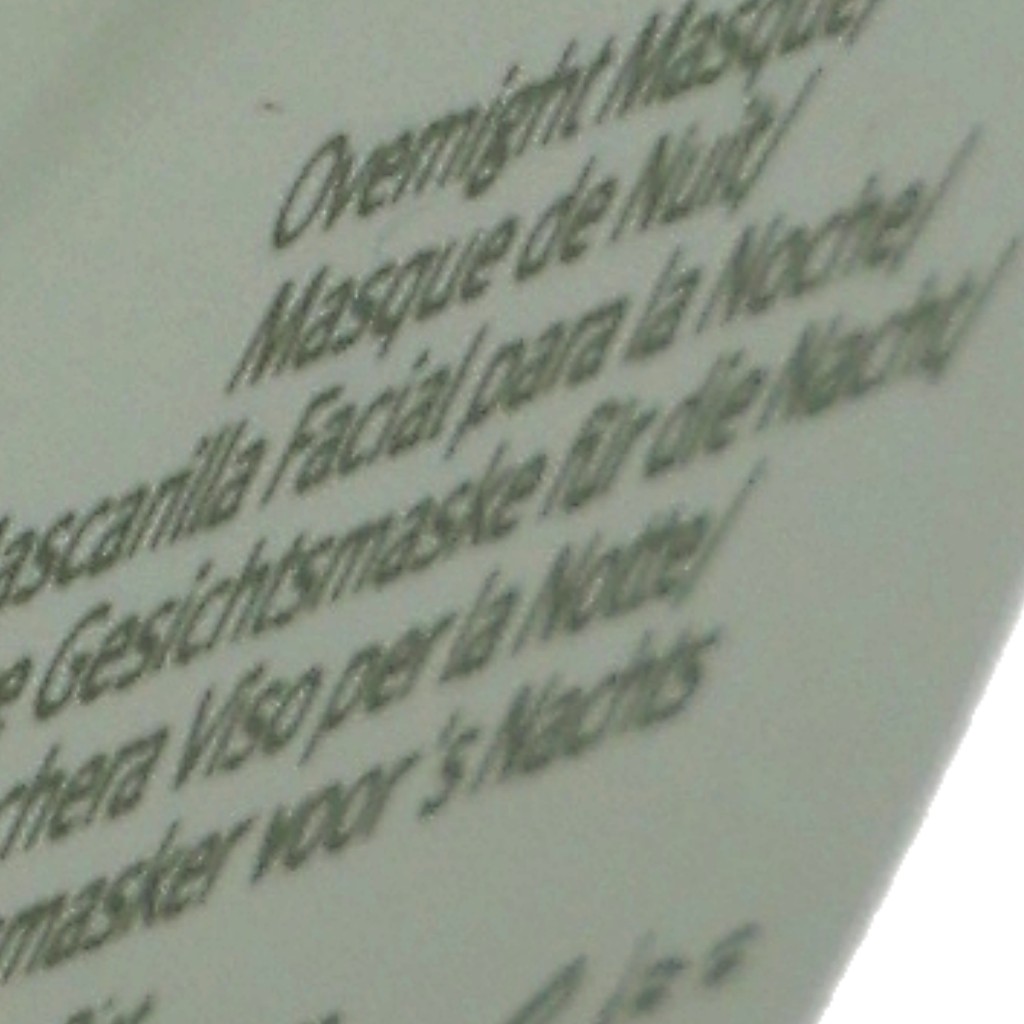 Overnight Masque/
Masque de Nuit/
Mascarilla Facial para la Noche/
Gesichtsmaske für die Nacht/
chera Viso per la Notte/
masker voor 's Nachts